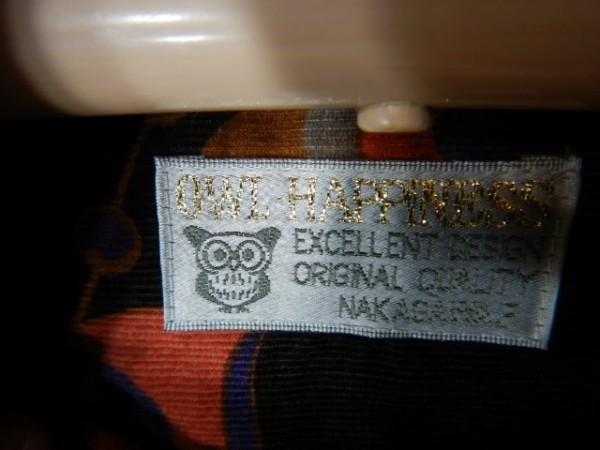 OWL HAPPINESS
EXCELLENT DESIGN
ORIGINAL QUALITY